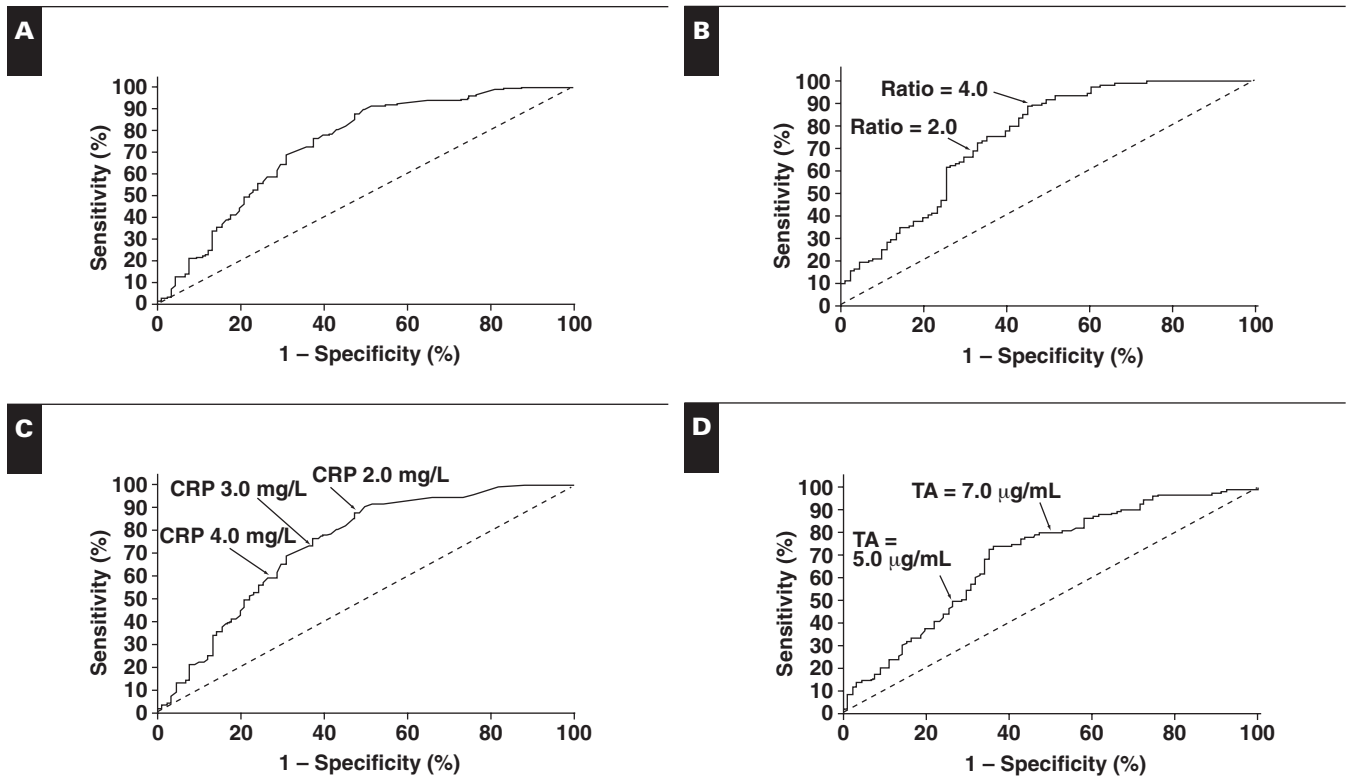 A
Sensitivity (%)
100
90
80
70
60
50
40
30
20
10
0
0 20 40 60 80 100
1 – Specificity (%)
B
Sensitivity (%)
100
90
80
70
60
50
40
30
20
10
0
Ratio = 4.0
Ratio = 2.0
0 20 40 60 80 100
1 – Specificity (%)
C
Sensitivity (%)
100
90
80
70
60
50
40
30
20
10
0
CRP 2.0 mg/L
CRP 3.0 mg/L
CRP 4.0 mg/L
0 20 40 60 80 100
1 – Specificity (%)
D
Sensitivity (%)
100
90
80
70
60
50
40
30
20
10
0
TA = 7.0 µg/mL
TA =
5.0 µg/mL
0 20 40 60 80 100
1 – Specificity (%)